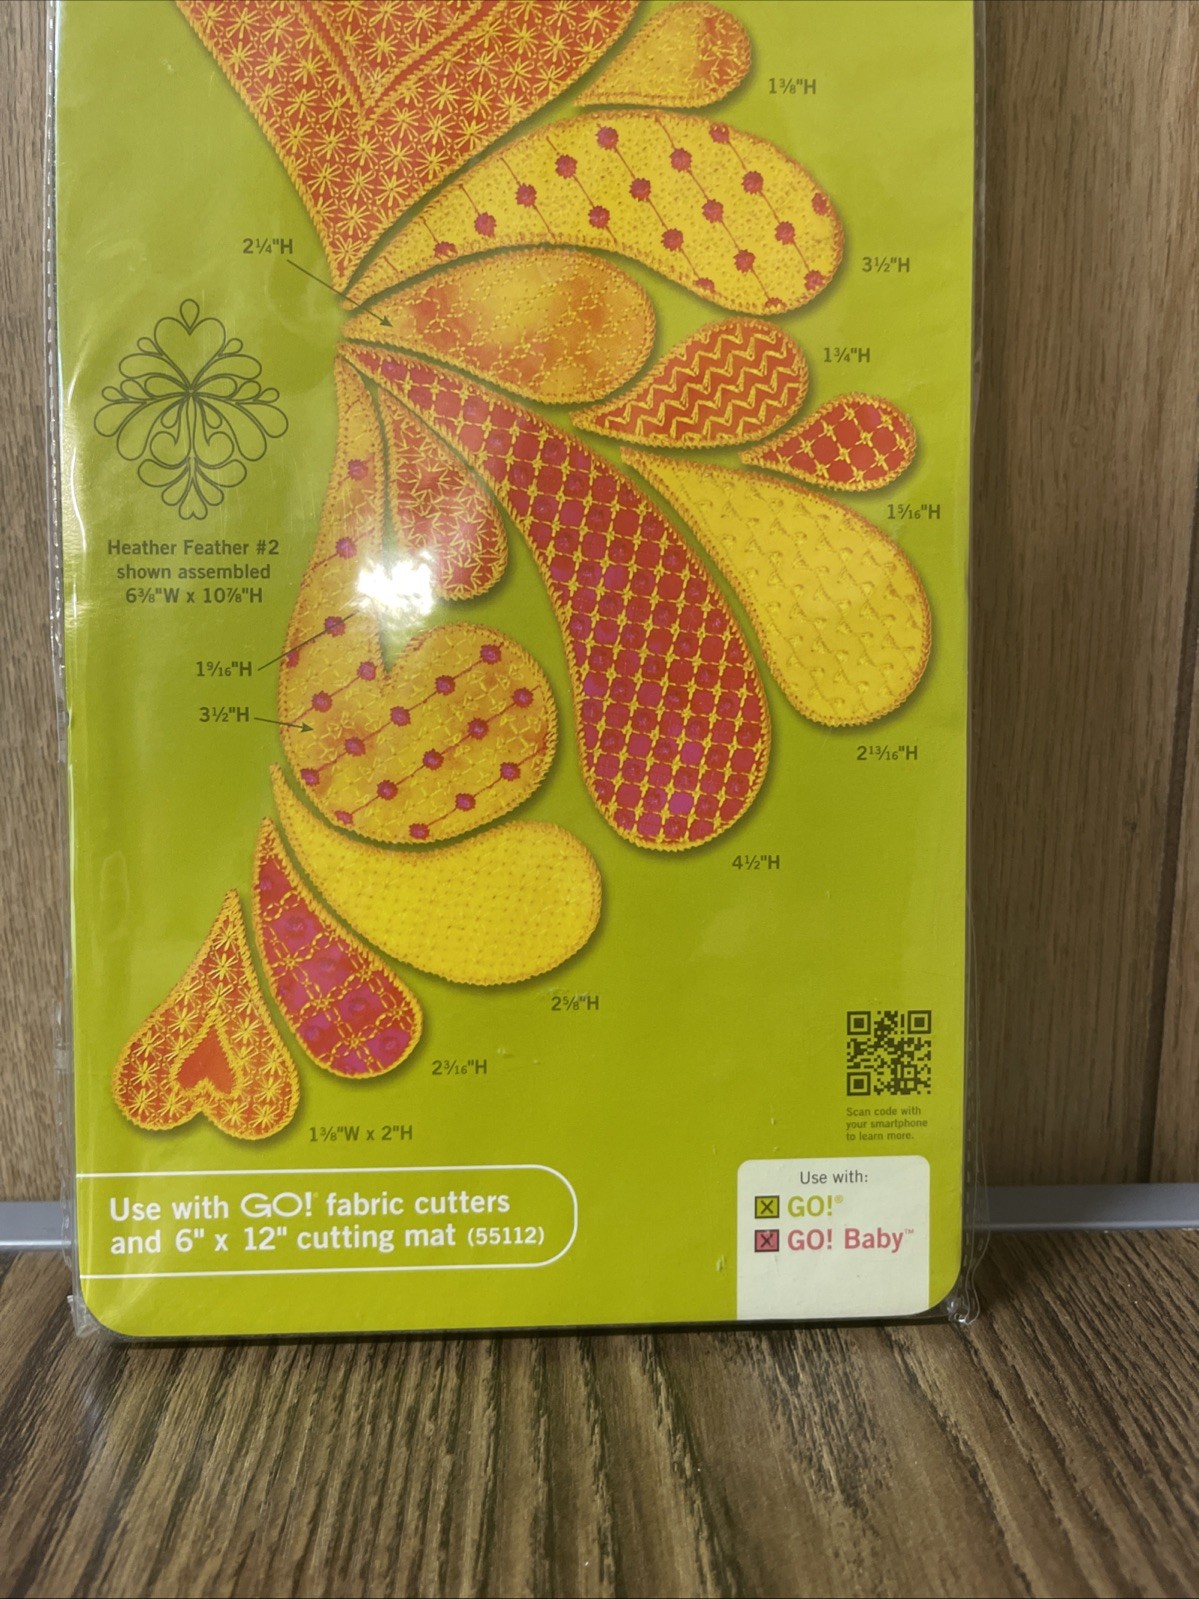 1⅜"H
2¼"H
3½"H
1¾"H
1⁵⁄₁₆"H
Heather Feather #2
shown assembled
6⅜"W x 10⅞"H
1⁹⁄₁₆"H
3½"H
2¹³⁄₁₆"H
4½"H
2⅝"H
2³⁄₁₆"H
1⅜"W x 2"H
Scan code with
your smartphone
to learn more.
Use with GO!® fabric cutters
and 6" x 12" cutting mat (55112)
Use with:
GO!®
GO! Baby™